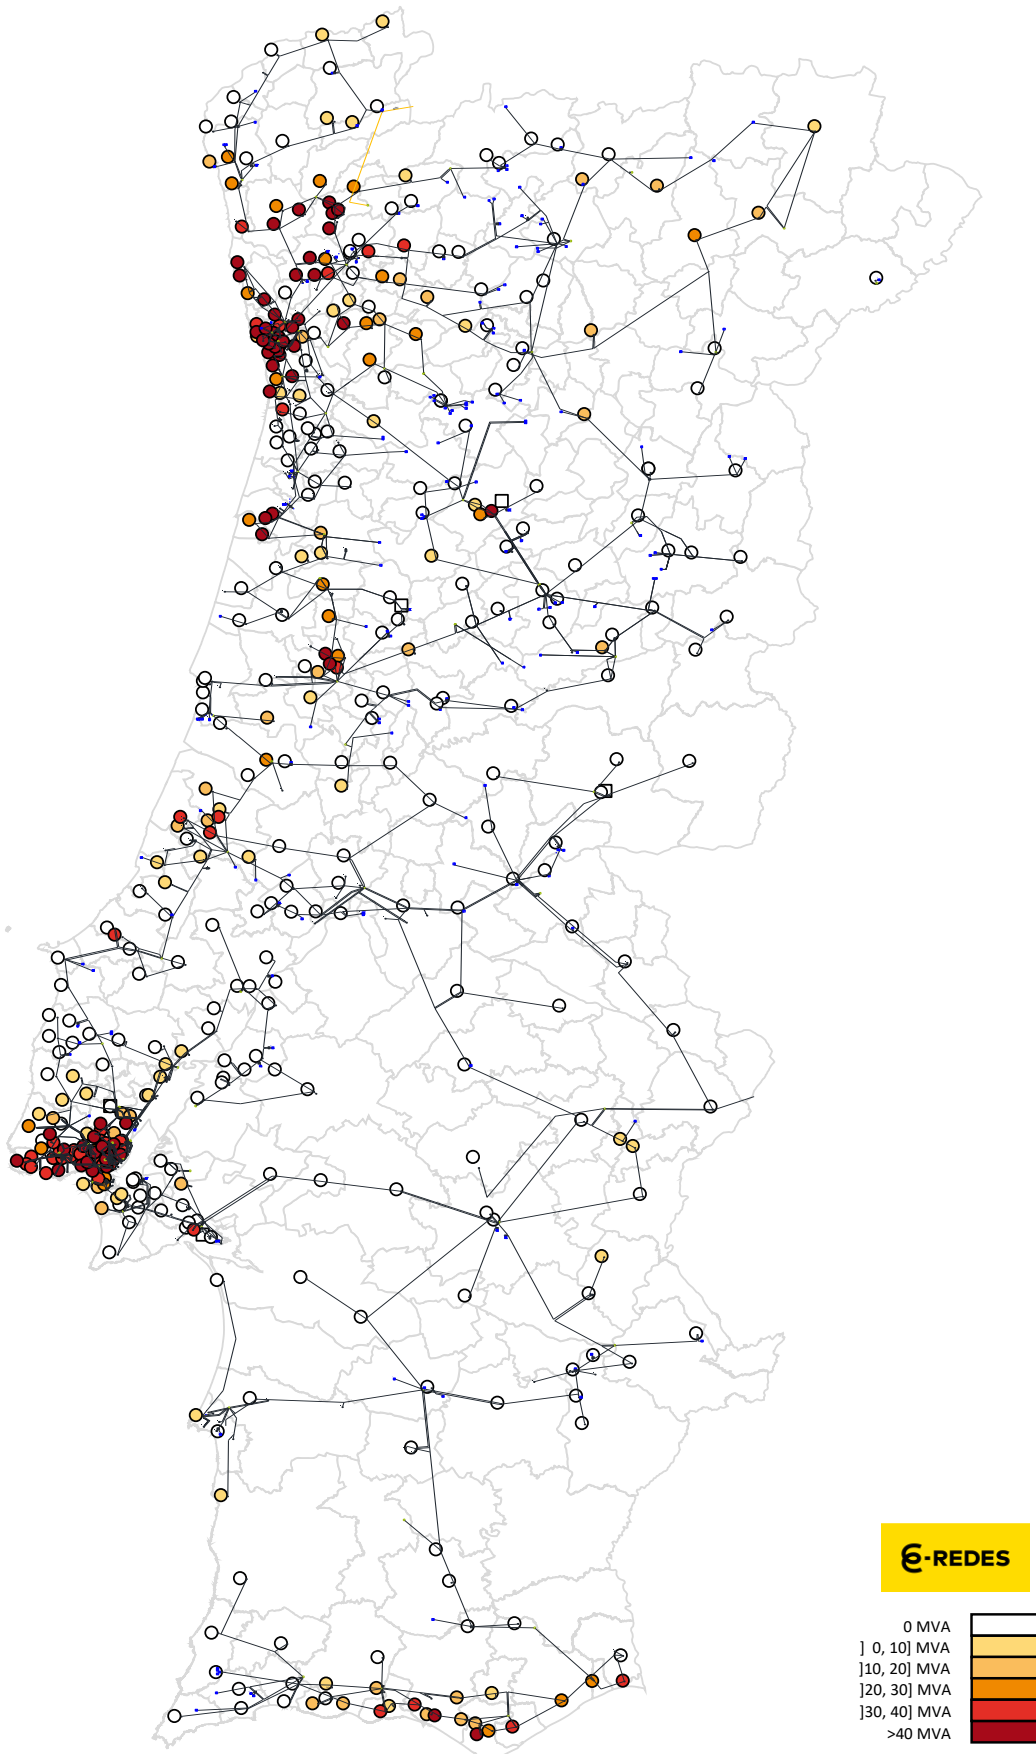 E-REDES
0 MVA
] 0, 10] MVA
]10, 20] MVA
]20, 30] MVA
]30, 40] MVA
>40 MVA